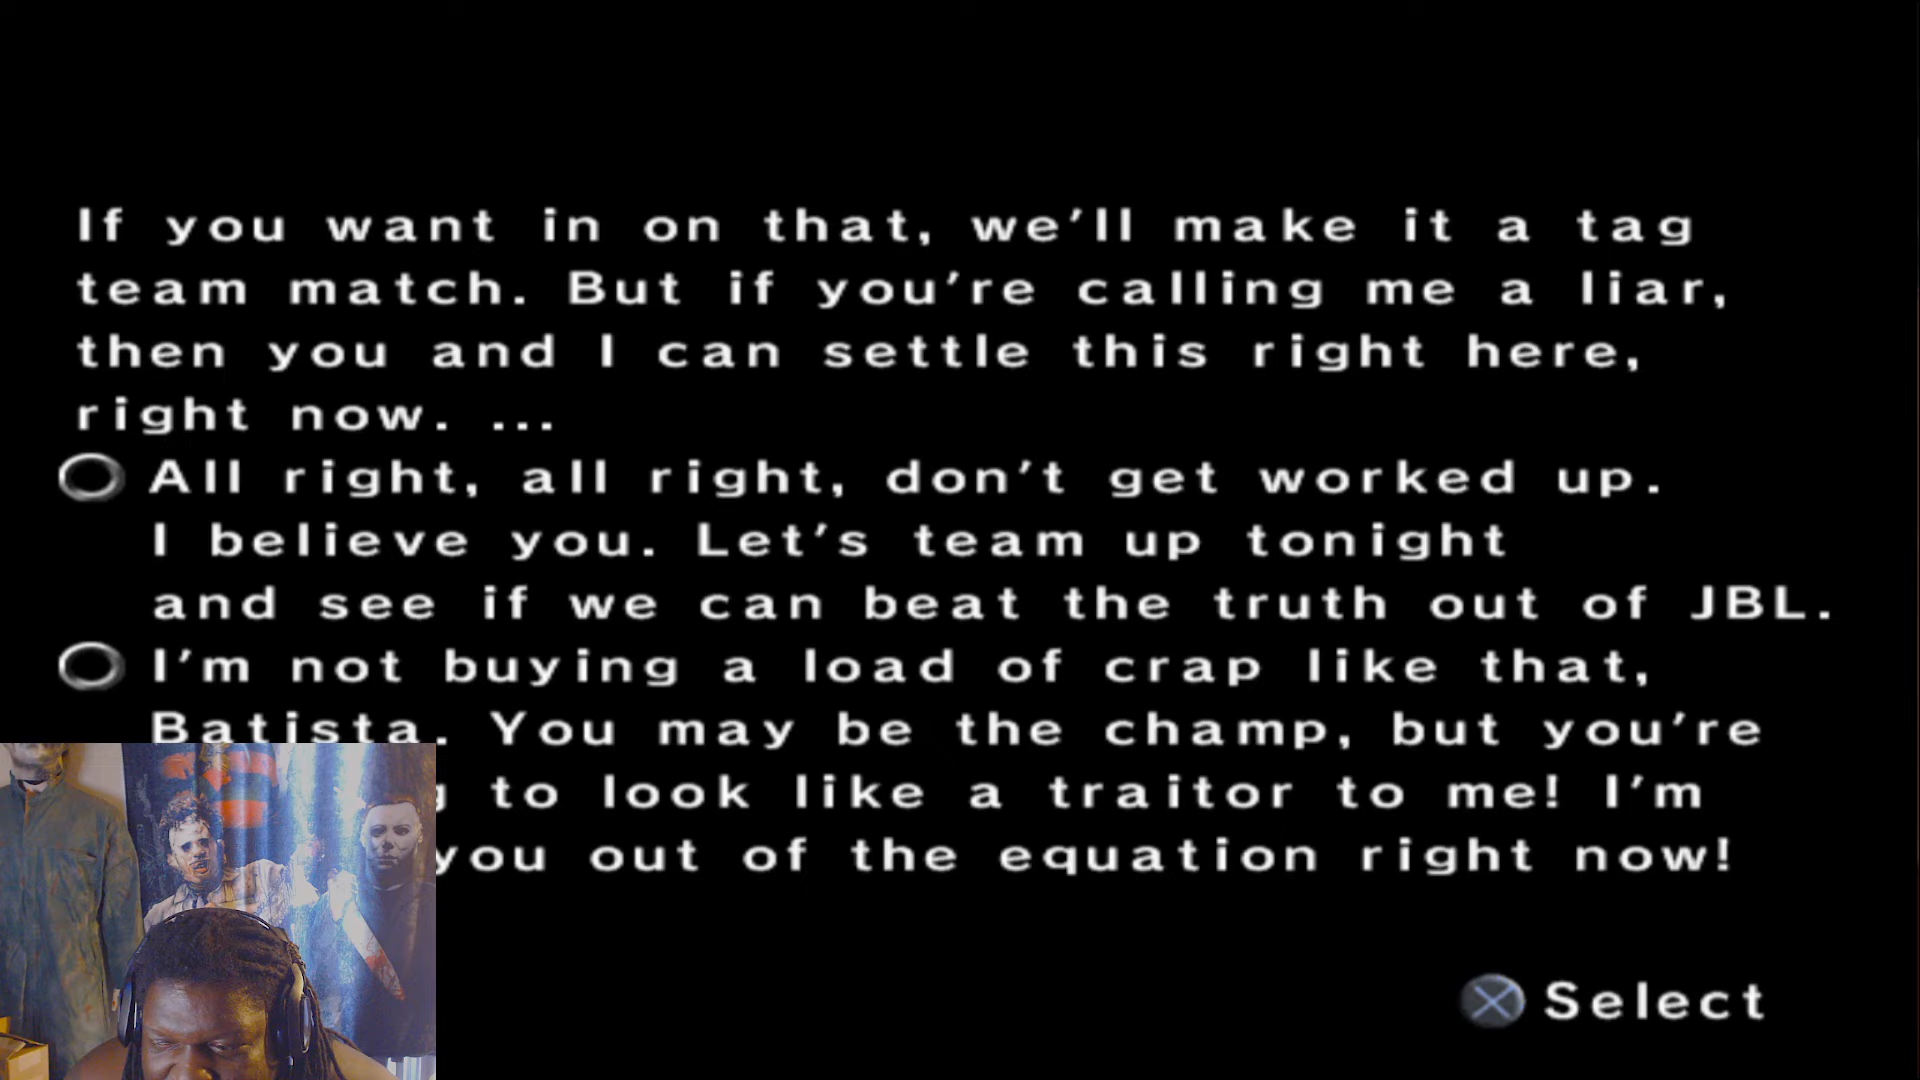 If you want in on that, we'll make it a tag
team match. But if you're calling me a liar,
then you and I can settle this right here,
right now. ...
All right, all right, don't get worked up.
I believe you. Let's team up tonight
and see if we can beat the truth out of JBL.
I'm not buying a load of crap like that,
Batista. You may be the champ, but you're
to look like a traitor to me! I'm
you out of the equation right now!
Select